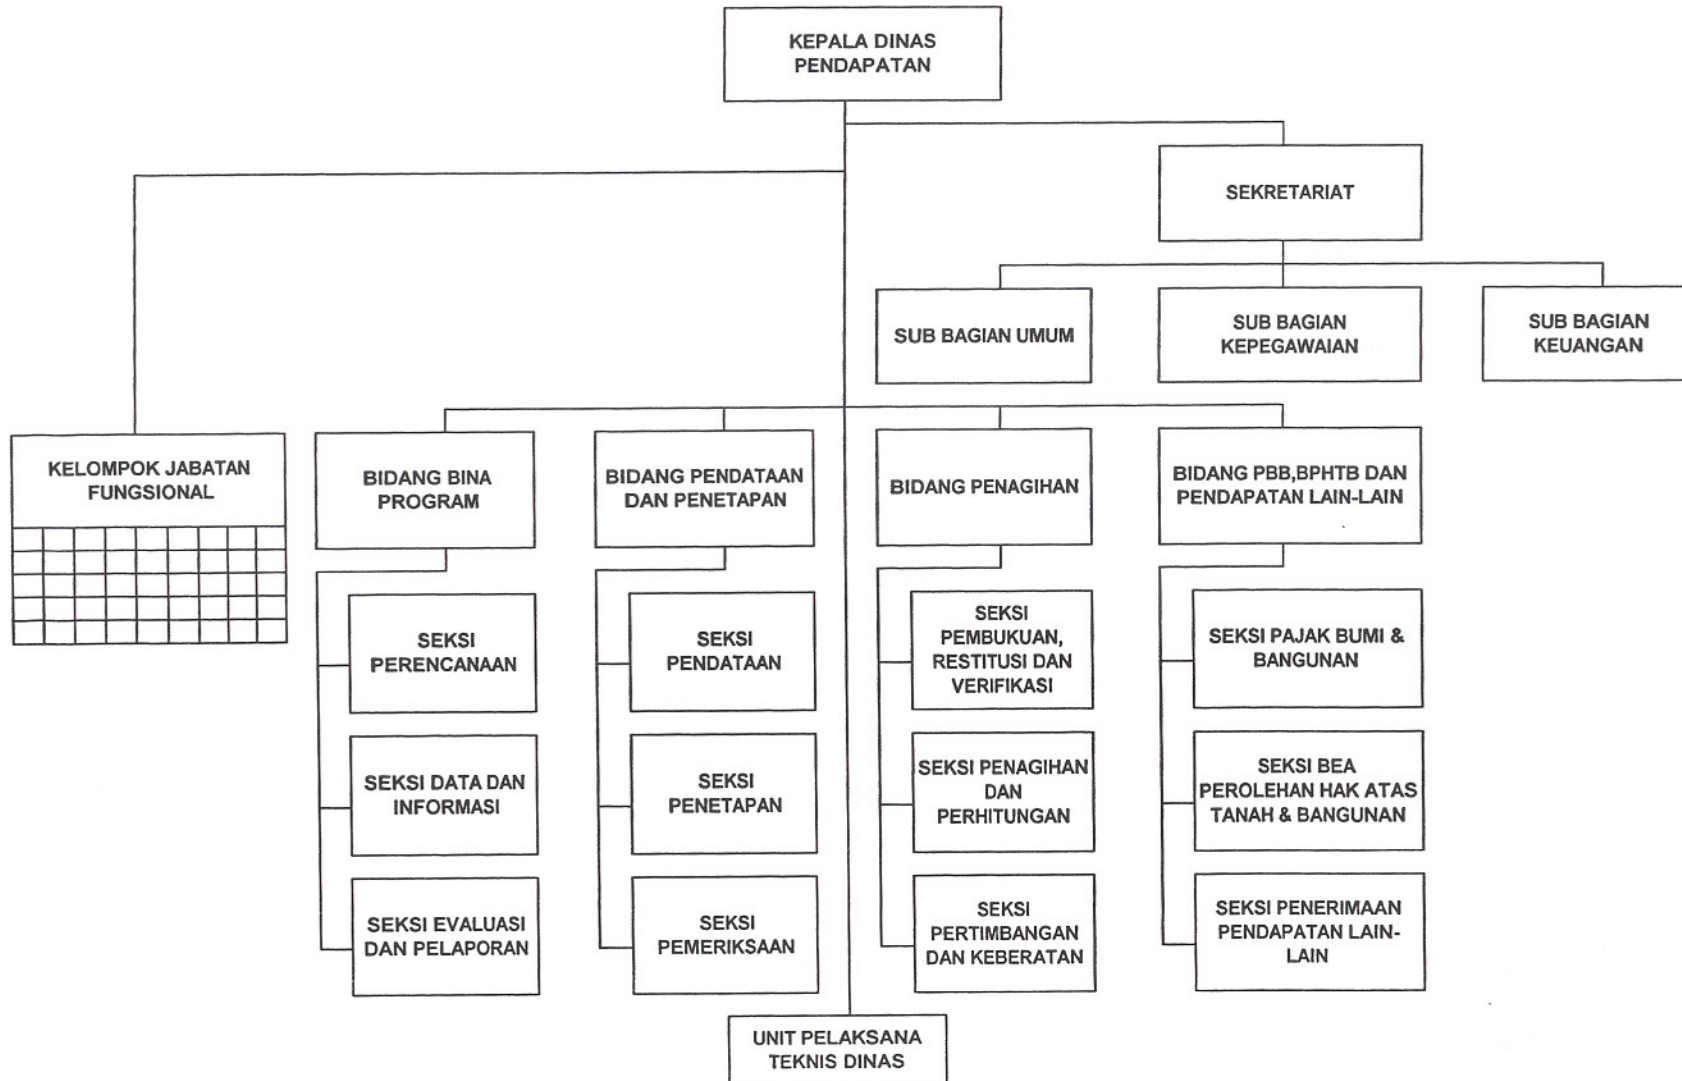 KEPALA DINAS
PENDAPATAN
SEKRETARIAT
SUB BAGIAN UMUM
SUB BAGIAN
KEPEGAWAIAN
SUB BAGIAN
KEUANGAN
KELOMPOK JABATAN
FUNGSIONAL
BIDANG BINA
PROGRAM
BIDANG PENDATAAN
DAN PENETAPAN
BIDANG PENAGIHAN
BIDANG PBB,BPHTB DAN
PENDAPATAN LAIN-LAIN
SEKSI
PERENCANAAN
SEKSI
PENDATAAN
SEKSI
PEMBUKUAN,
RESTITUSI DAN
VERIFIKASI
SEKSI PAJAK BUMI &
BANGUNAN
SEKSI DATA DAN
INFORMASI
SEKSI
PENETAPAN
SEKSI PENAGIHAN
DAN
PERHITUNGAN
SEKSI BEA
PEROLEHAN HAK ATAS
TANAH & BANGUNAN
SEKSI EVALUASI
DAN PELAPORAN
SEKSI
PEMERIKSAAN
SEKSI
PERTIMBANGAN
DAN KEBERATAN
SEKSI PENERIMAAN
PENDAPATAN LAIN-
LAIN
UNIT PELAKSANA
TEKNIS DINAS